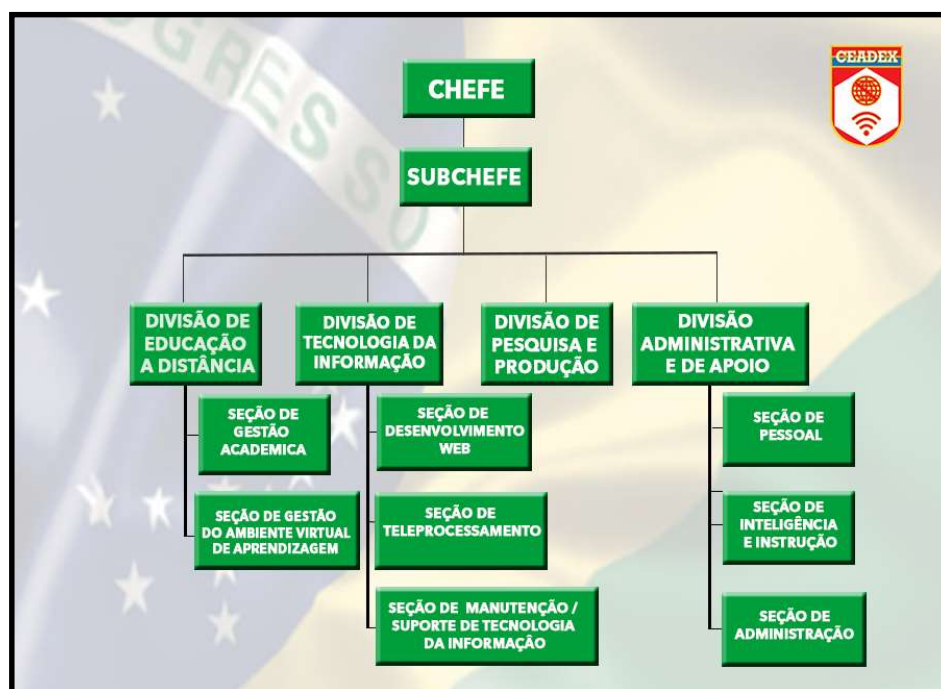 OGRESSO
CEADEX
CHEFE
SUBCHEFE
DIVISÃO DE
EDUCAÇÃO
A DISTÂNCIA
DIVISÃO DE
TECNOLOGIA DA
INFORMAÇÃO
DIVISÃO DE
PESQUISA E
PRODUÇÃO
DIVISÃO
ADMINISTRATIVA
E DE APOIO
SEÇÃO DE
GESTÃO
ACADEMICA
SEÇÃO DE GESTÃO
DO AMBIENTE VIRTUAL
DE APRENDIZAGEM
SEÇÃO DE
DESENVOLVIMENTO
WEB
SEÇÃO DE
TELEPROCESSAMENTO
SEÇÃO DE MANUTENÇÃO /
SUPORTE DE TECNOLOGIA
DA INFORMAÇÂO
SEÇÃO DE
PESSOAL
SEÇÃO DE
INTELIGÊNCIA
E INSTRUÇÃO
SEÇÃO DE
ADMINISTRAÇÃO